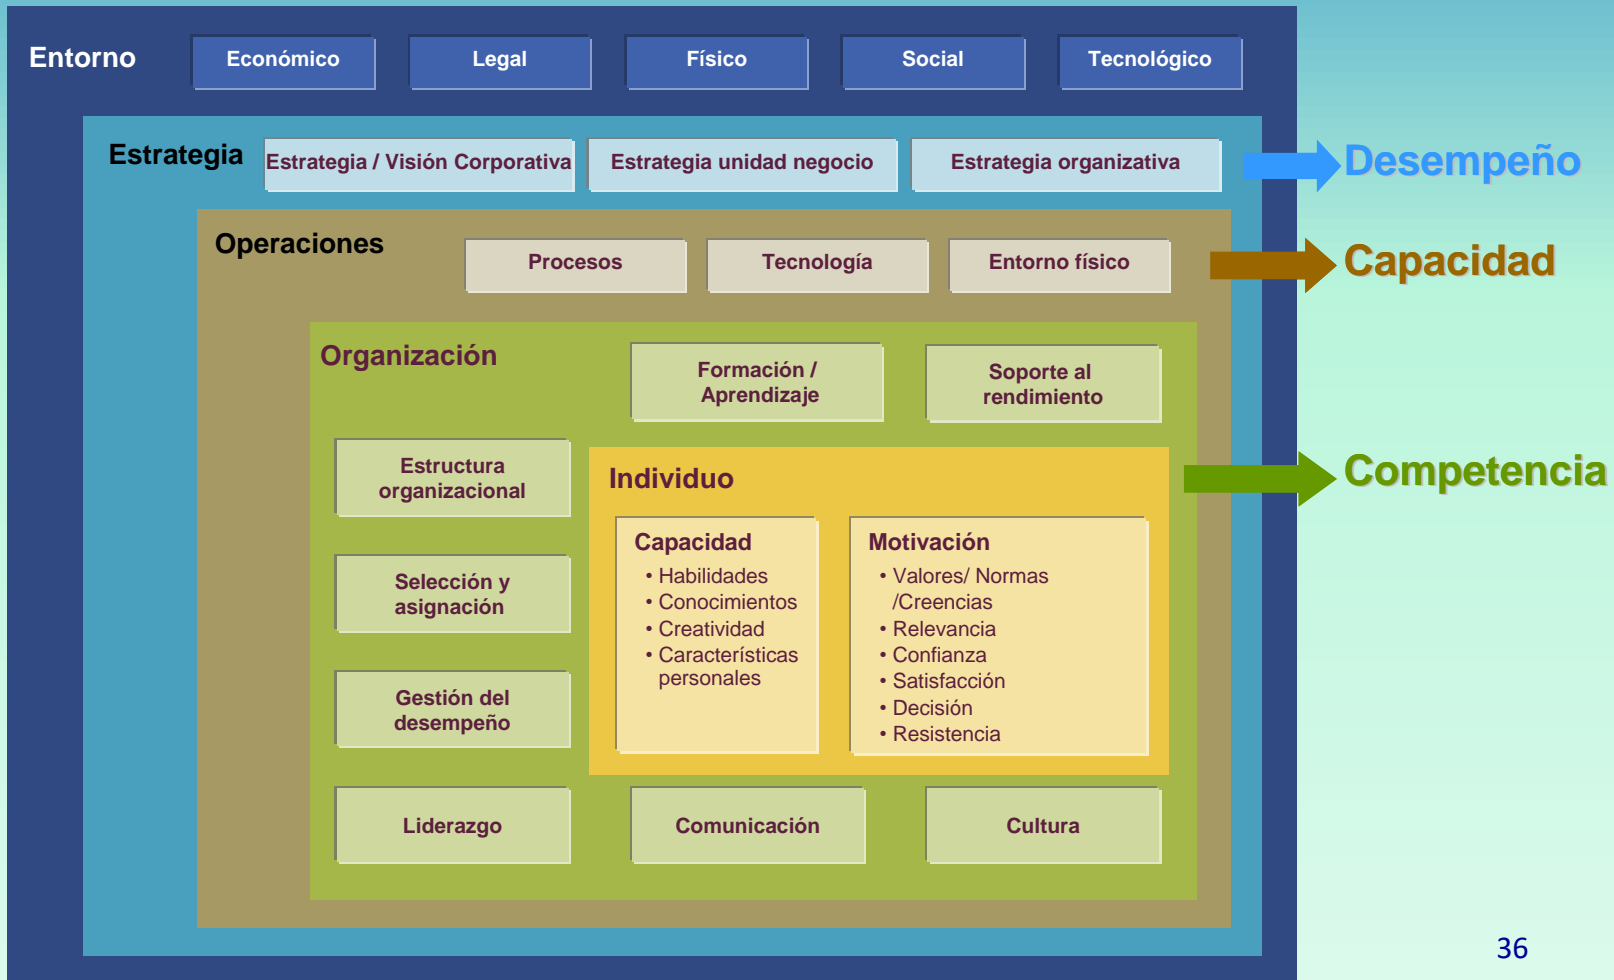 Entorno
Económico
Legal
Físico
Social
Tecnológico
Estrategia
Estrategia / Visión Corporativa
Estrategia unidad negocio
Estrategia organizativa
Desempeño
Operaciones
Procesos
Tecnología
Entorno físico
Capacidad
Organización
Formación /
Aprendizaje
Soporte al
rendimiento
Estructura
organizacional
Selección y
asignación
Gestión del
desempeño
Individuo
Capacidad
• Habilidades
• Conocimientos
• Creatividad
• Características
personales
Motivación
• Valores/ Normas
/Creencias
• Relevancia
• Confianza
• Satisfacción
• Decisión
• Resistencia
Competencia
Liderazgo
Comunicación
Cultura
36